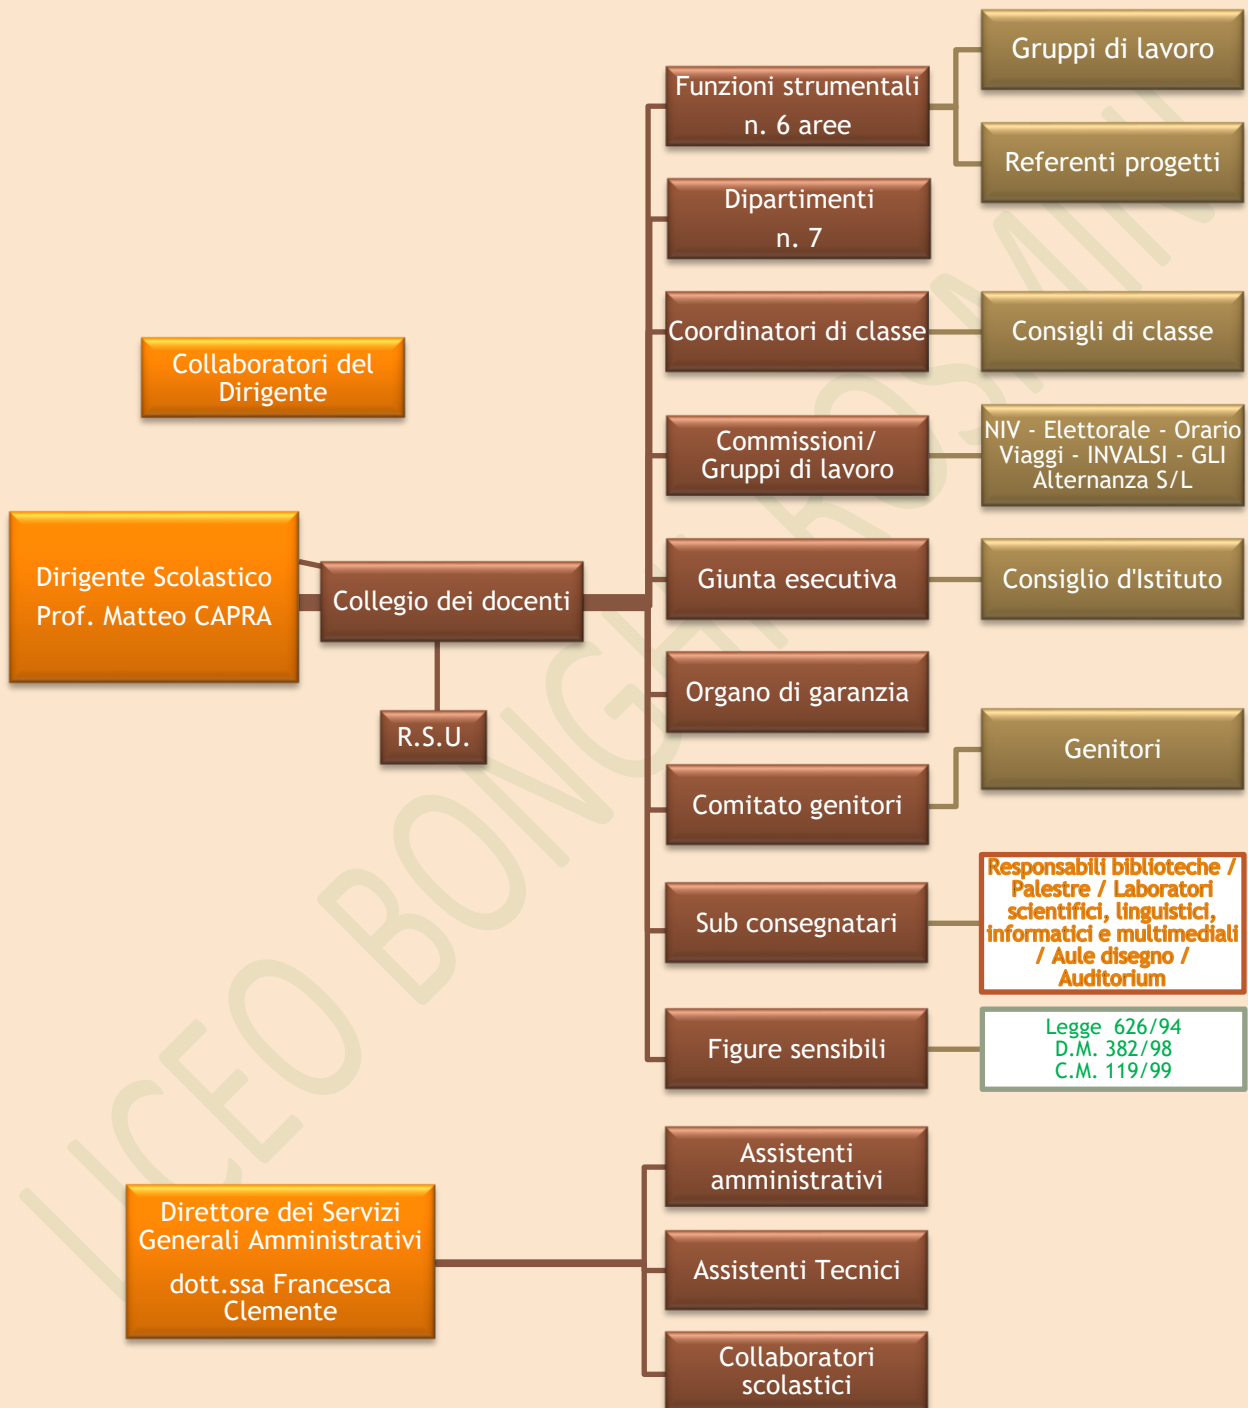 Gruppi di lavoro
Funzioni strumentali
n. 6 aree
Referenti progetti
Dipartimenti
n. 7
Coordinatori di classe
Consigli di classe
Collaboratori del
Dirigente
Commissioni/
Gruppi di lavoro
NIV - Elettorale - Orario
Viaggi - INVALSI - GLI
Alternanza S/L
Dirigente Scolastico
Prof. Matteo CAPRA
Collegio dei docenti
Giunta esecutiva
Consiglio d'Istituto
R.S.U.
Organo di garanzia
Genitori
Comitato genitori
Sub consegnatari
Responsabili biblioteche /
Palestre / Laboratori
scientifici, linguistici,
informatici e multimediali
/ Aule disegno /
Auditorium
Figure sensibili
Legge 626/94
D.M. 382/98
C.M. 119/99
Direttore dei Servizi
Generali Amministrativi
dott.ssa Francesca
Clemente
Assistenti
amministrativi
Assistenti Tecnici
Collaboratori
scolastici
LICEO BONGHI ROSMINI